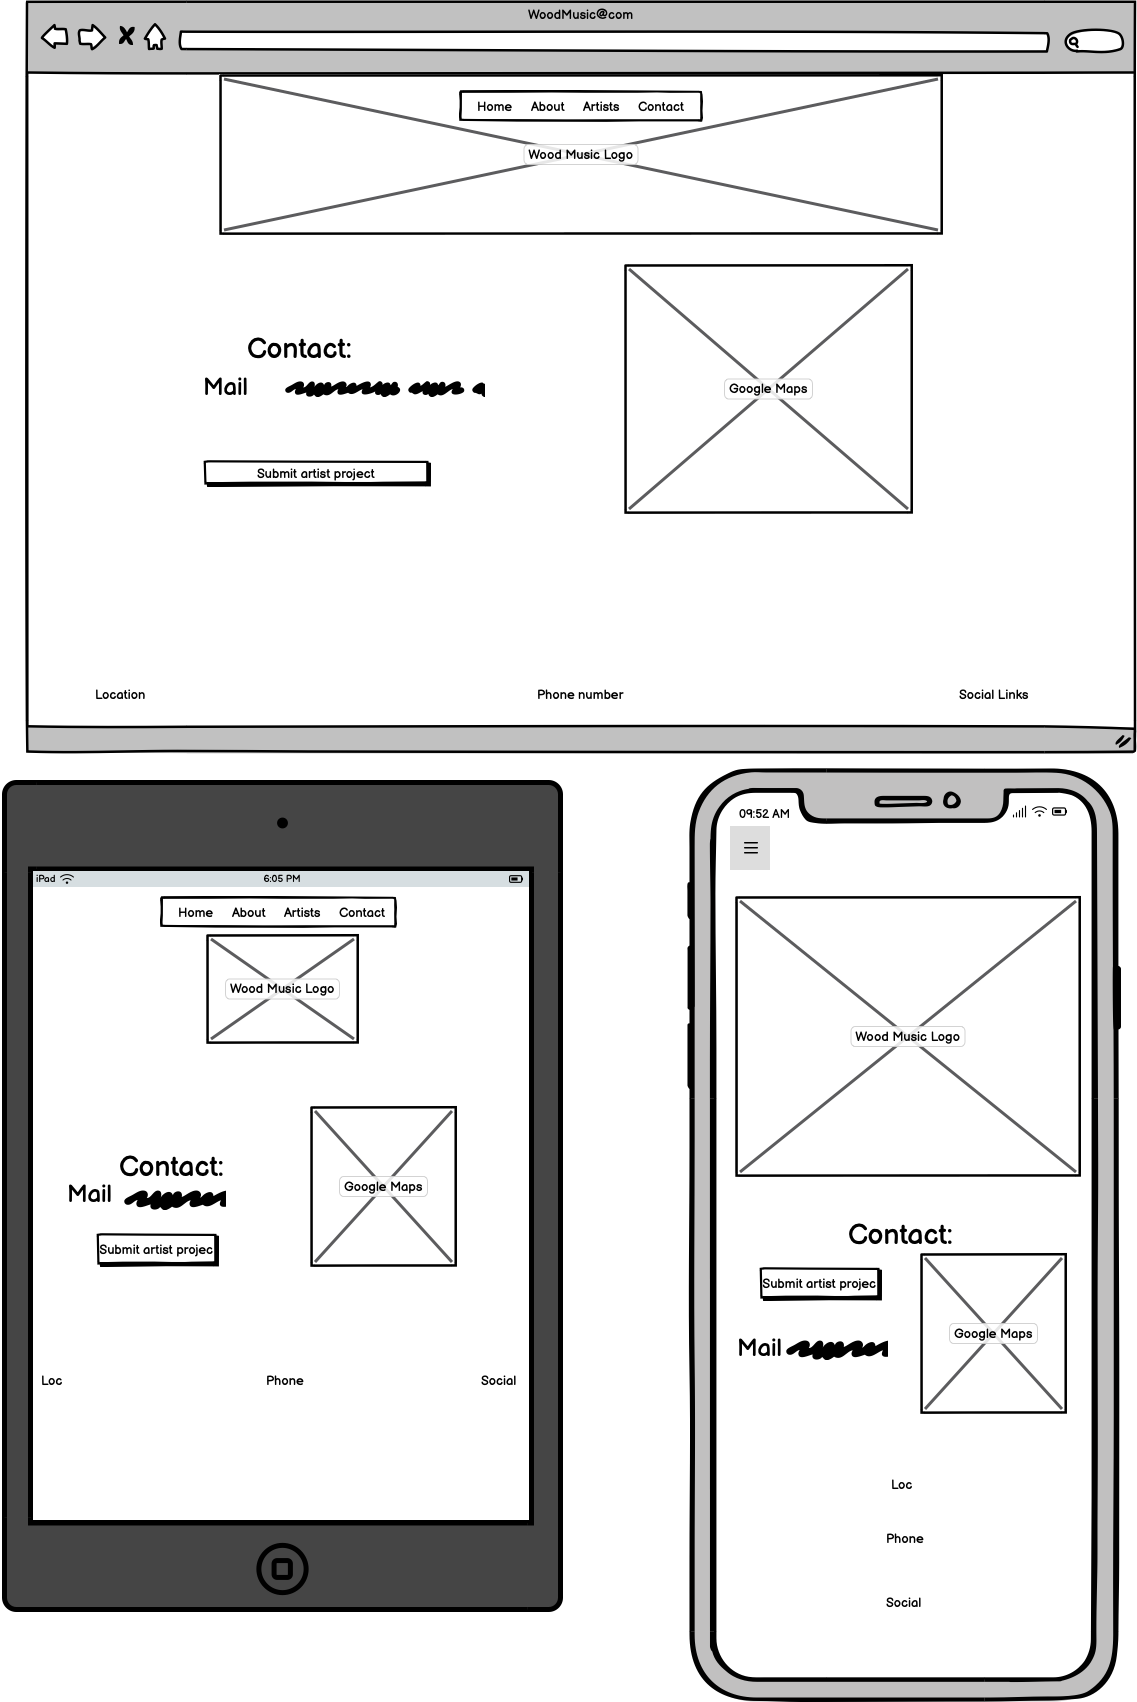 WoodMusic@com
Home About Artists Contact
Wood Music Logo
Contact:
Mail
Submit artist project
Google Maps
Location Phone number Social Links
iPad 6:05 PM
Home About Artists Contact
Wood Music Logo
Contact:
Mail
Submit artist projec
Google Maps
Loc Phone Social
09:52 AM
Wood Music Logo
Contact:
Submit artist projec
Mail
Google Maps
Loc
Phone
Social